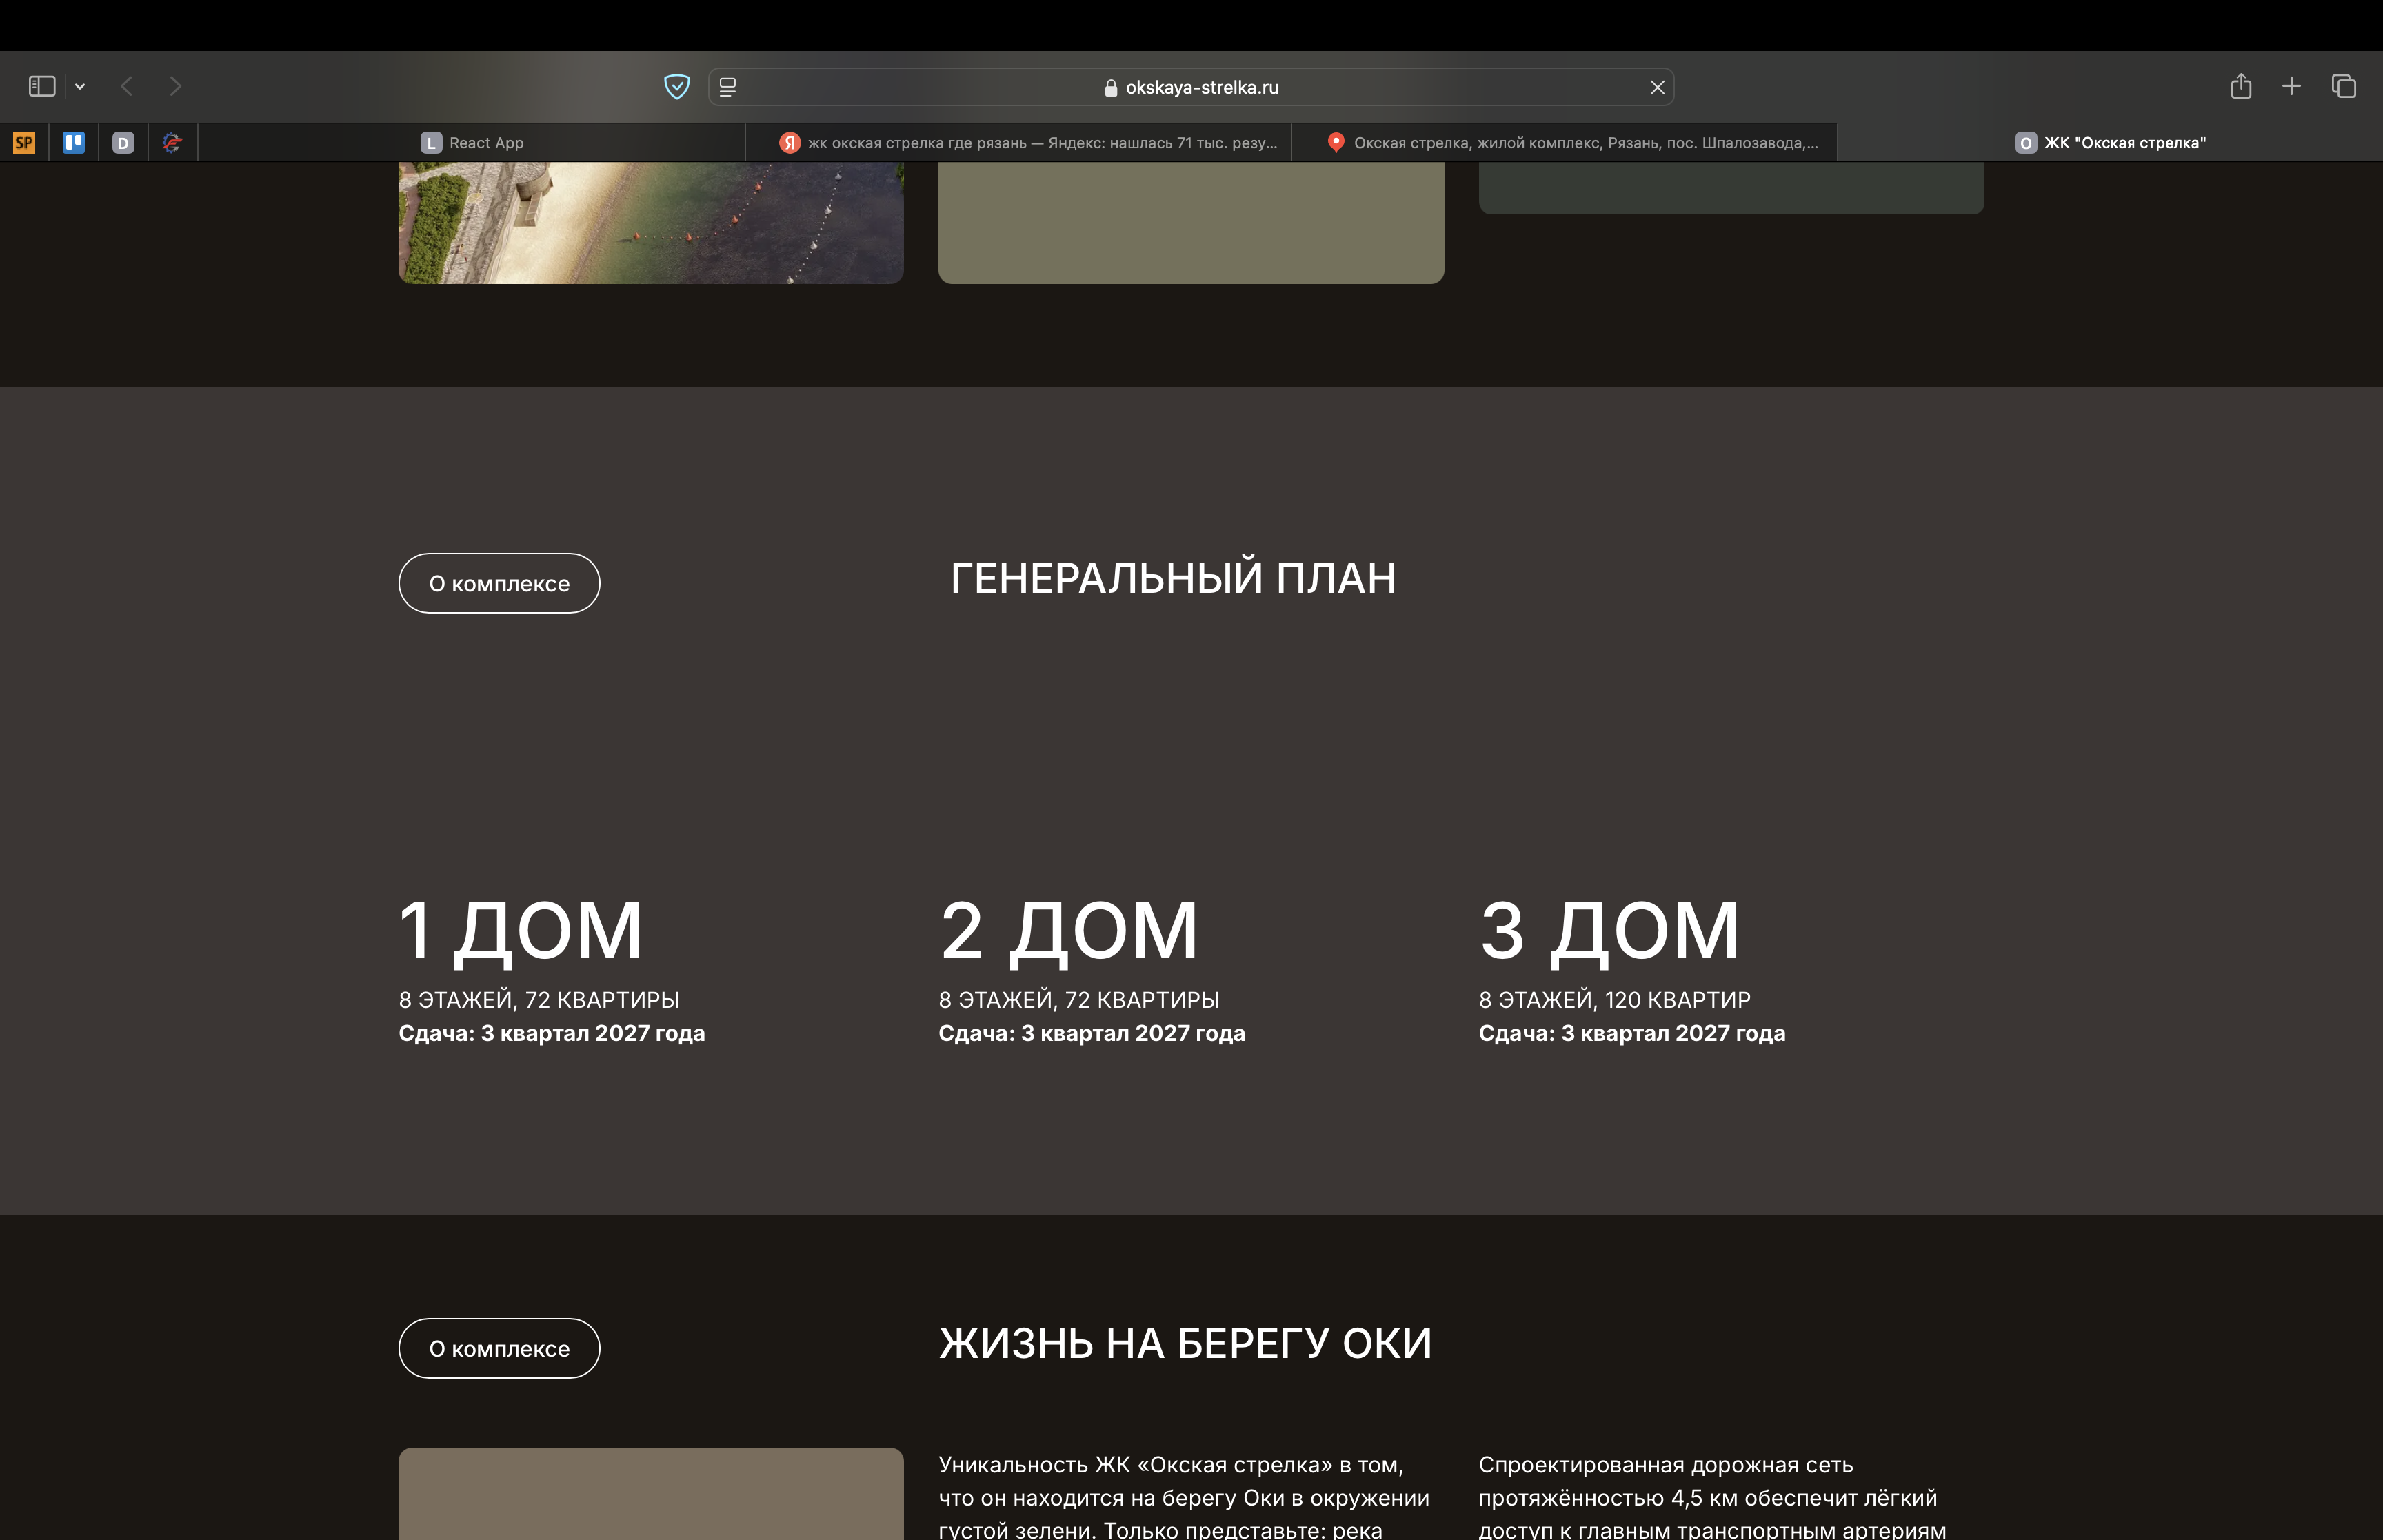 okskaya-strelka.ru
SP
D
L React App
Я жк окская стрелка где рязань — Яндекс: нашлась 71 тыс. резу...
Окская стрелка, жилой комплекс, Рязань, пос. Шпалозавода,...
О ЖК "Окская стрелка"
О комплексе
ГЕНЕРАЛЬНЫЙ ПЛАН
1 ДОМ
8 ЭТАЖЕЙ, 72 КВАРТИРЫ
Сдача: 3 квартал 2027 года
2 ДОМ
8 ЭТАЖЕЙ, 72 КВАРТИРЫ
Сдача: 3 квартал 2027 года
3 ДОМ
8 ЭТАЖЕЙ, 120 КВАРТИР
Сдача: 3 квартал 2027 года
О комплексе
ЖИЗНЬ НА БЕРЕГУ ОКИ
Уникальность ЖК «Окская стрелка» в том,
что он находится на берегу Оки в окружении
густой зелени. Только представьте: река
Спроектированная дорожная сеть
протяжённостью 4,5 км обеспечит лёгкий
доступ к главным транспортным артериям